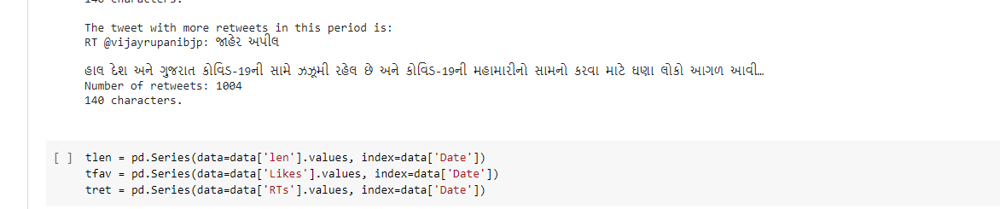 140 characters.
The tweet with more retweets in this period is:
RT @vijayrupanibjp: જાહેર અપીલ
હાલ દેશ અને ગુજરાત કોવિડ-19ની સામે ઝઝૂમી રહેલ છે અને કોવિડ-19ની મહામારીનો સામનો કરવા માટે ઘણા લોકો આગળ આવી…
Number of retweets: 1004
140 characters.
[ ] tlen = pd.Series(data=data['len'].values, index=data['Date'])
tfav = pd.Series(data=data['Likes'].values, index=data['Date'])
tret = pd.Series(data=data['RTs'].values, index=data['Date'])